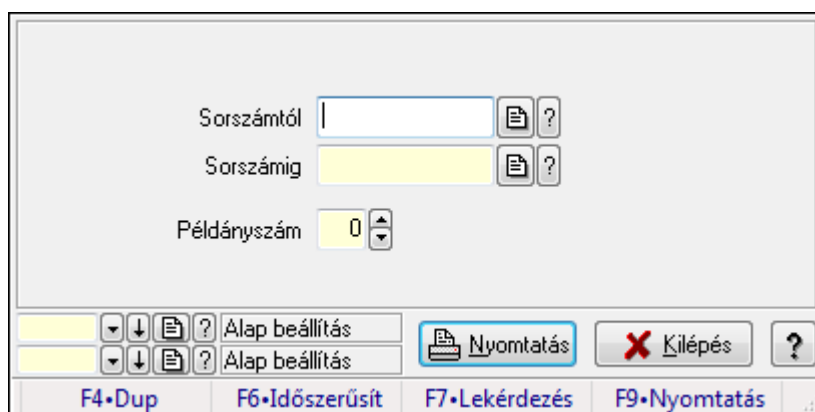 Sorszámtól ?
Sorszámig ?
Példányszám 0
? Alap beállítás
? Alap beállítás
Nyomtatás Kilépés ?
F4•Dup F6•Időszerűsít F7•Lekérdezés F9•Nyomtatás